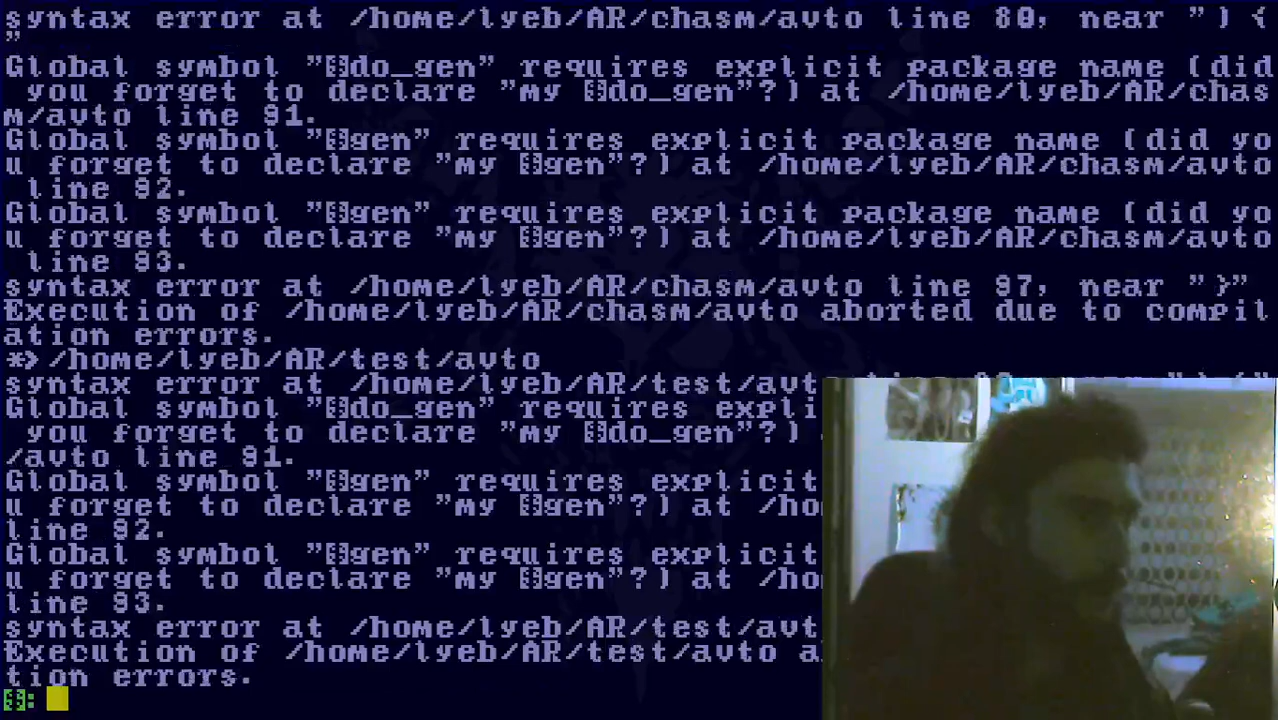 syntax error at /home/lyeb/AR/chasm/avto line 80, near ") {
"
Global symbol "$do_gen" requires explicit package name (did
you forget to declare "my $do_gen"?) at /home/lyeb/AR/chas
m/avto line 91.
Global symbol "$gen" requires explicit package name (did yo
u forget to declare "my $gen"?) at /home/lyeb/AR/chasm/avto
line 92.
Global symbol "$gen" requires explicit package name (did yo
u forget to declare "my $gen"?) at /home/lyeb/AR/chasm/avto
line 93.
syntax error at /home/lyeb/AR/chasm/avto line 97, near "}"
Execution of /home/lyeb/AR/chasm/avto aborted due to compil
ation errors.
*> /home/lyeb/AR/test/avto
syntax error at /home/lyeb/AR/test/avt
Global symbol "$do_gen" requires expli
you forget to declare "my $do_gen"?)
/avto line 91.
Global symbol "$gen" requires explicit
u forget to declare "my $gen"?) at /ho
line 92.
Global symbol "$gen" requires explicit
u forget to declare "my $gen"?) at /ho
line 93.
syntax error at /home/lyeb/AR/test/avt
Execution of /home/lyeb/AR/test/avto a
tion errors.
$: